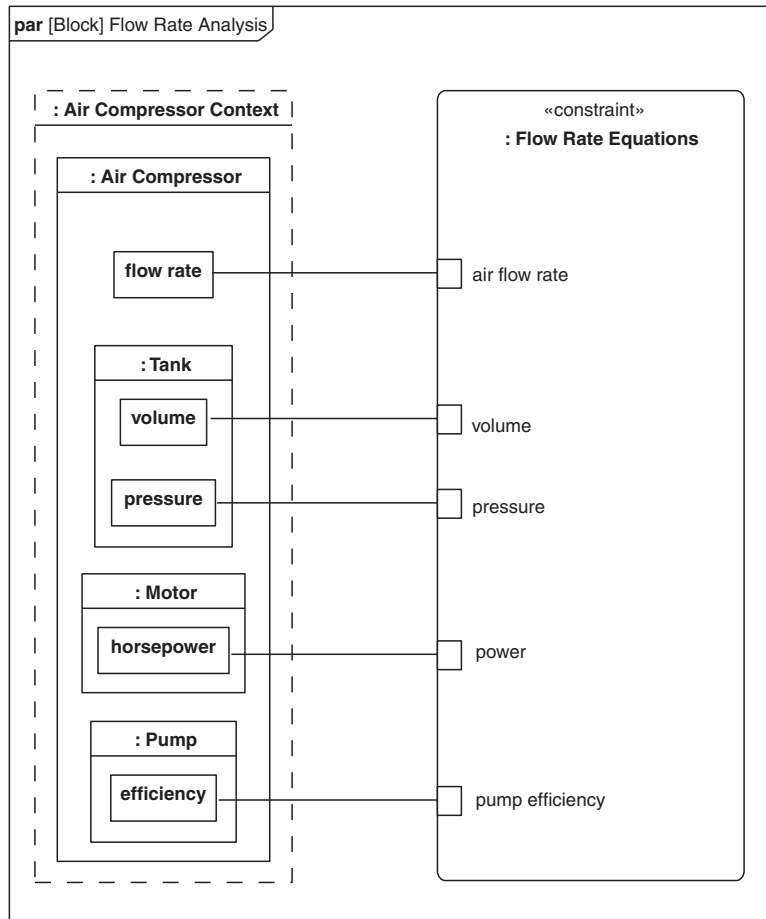 par [Block] Flow Rate Analysis
: Air Compressor Context
«constraint»
: Flow Rate Equations
: Air Compressor
flow rate
air flow rate
: Tank
volume
volume
pressure
pressure
: Motor
horsepower
power
: Pump
efficiency
pump efficiency